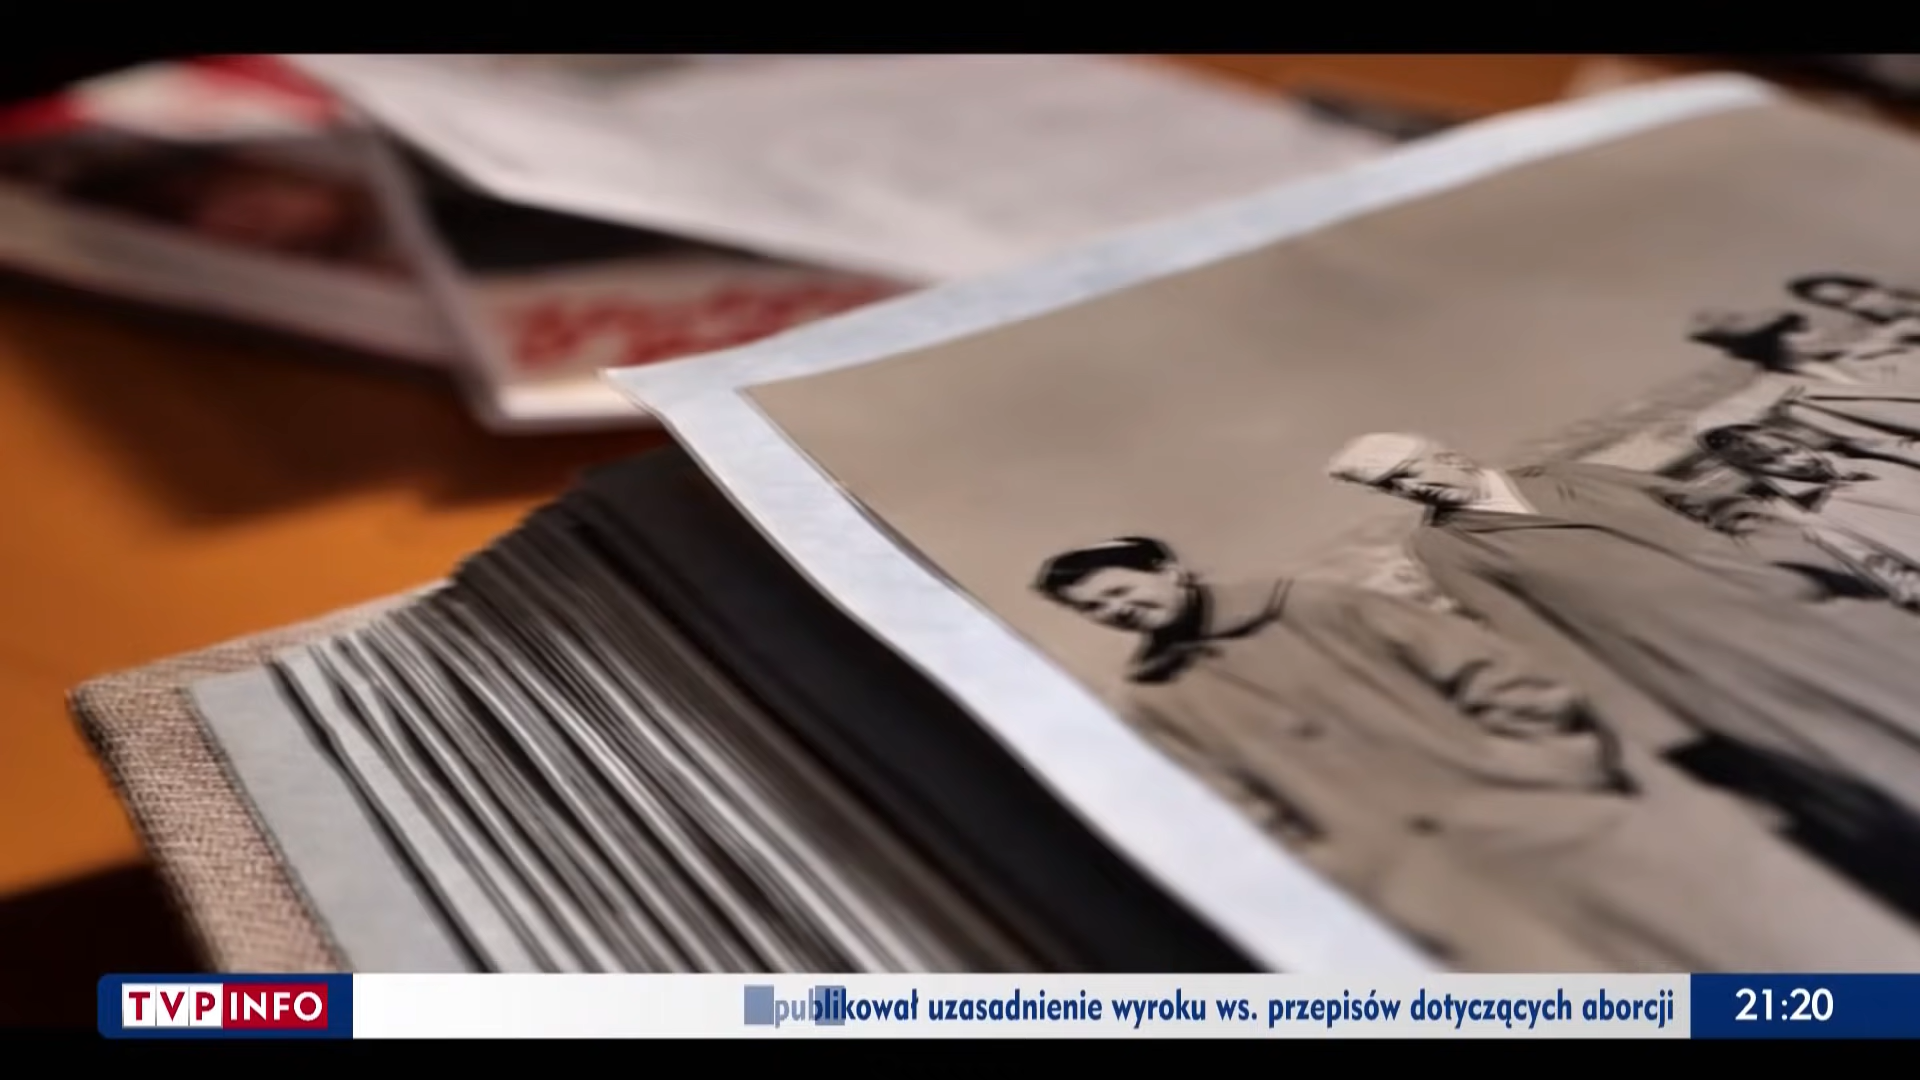 TVP INFO
publikował uzasadnienie wyroku ws. przepisów dotyczących aborcji
21:20